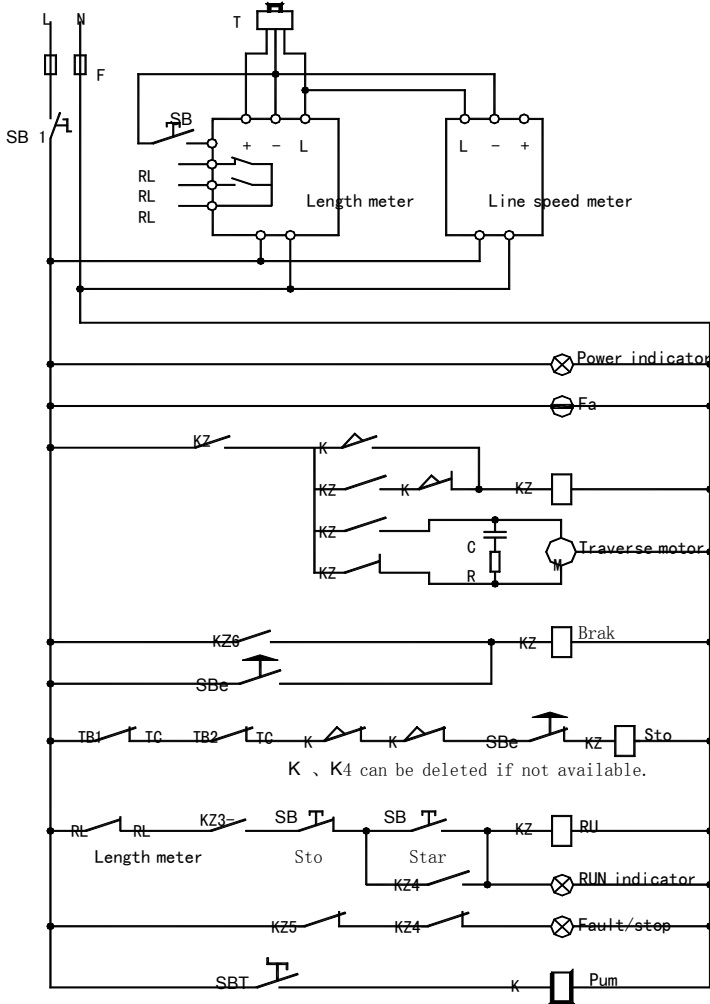 L N
T
F
SB 1
SB
+ − L
L − +
RL
RL
RL
Length meter
Line speed meter
Power indicator
Fa
KZ K
KZ K KZ
KZ
C
Traverse motor
M
KZ
R
KZ6 KZ Brak
SBe
TB1 TC TB2 TC K K SBe KZ Sto
K 、K4 can be deleted if not available.
RL RL KZ3- SB SB KZ RU
Length meter Sto Star
KZ4 RUN indicator
KZ5 KZ4 Fault/stop
SBT K Pum